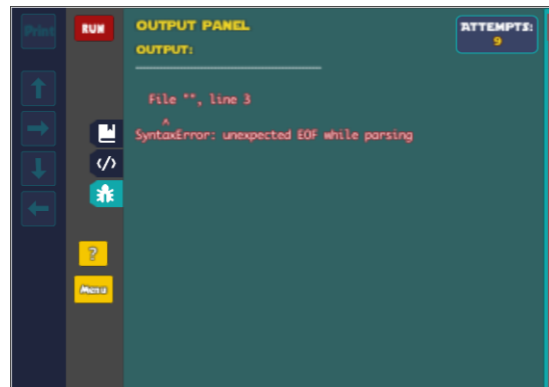 Print
RUN
OUTPUT PANEL
ATTEMPTS:
9
OUTPUT:
File "", line 3
^
SyntaxError: unexpected EOF while parsing
</>
?
Menu